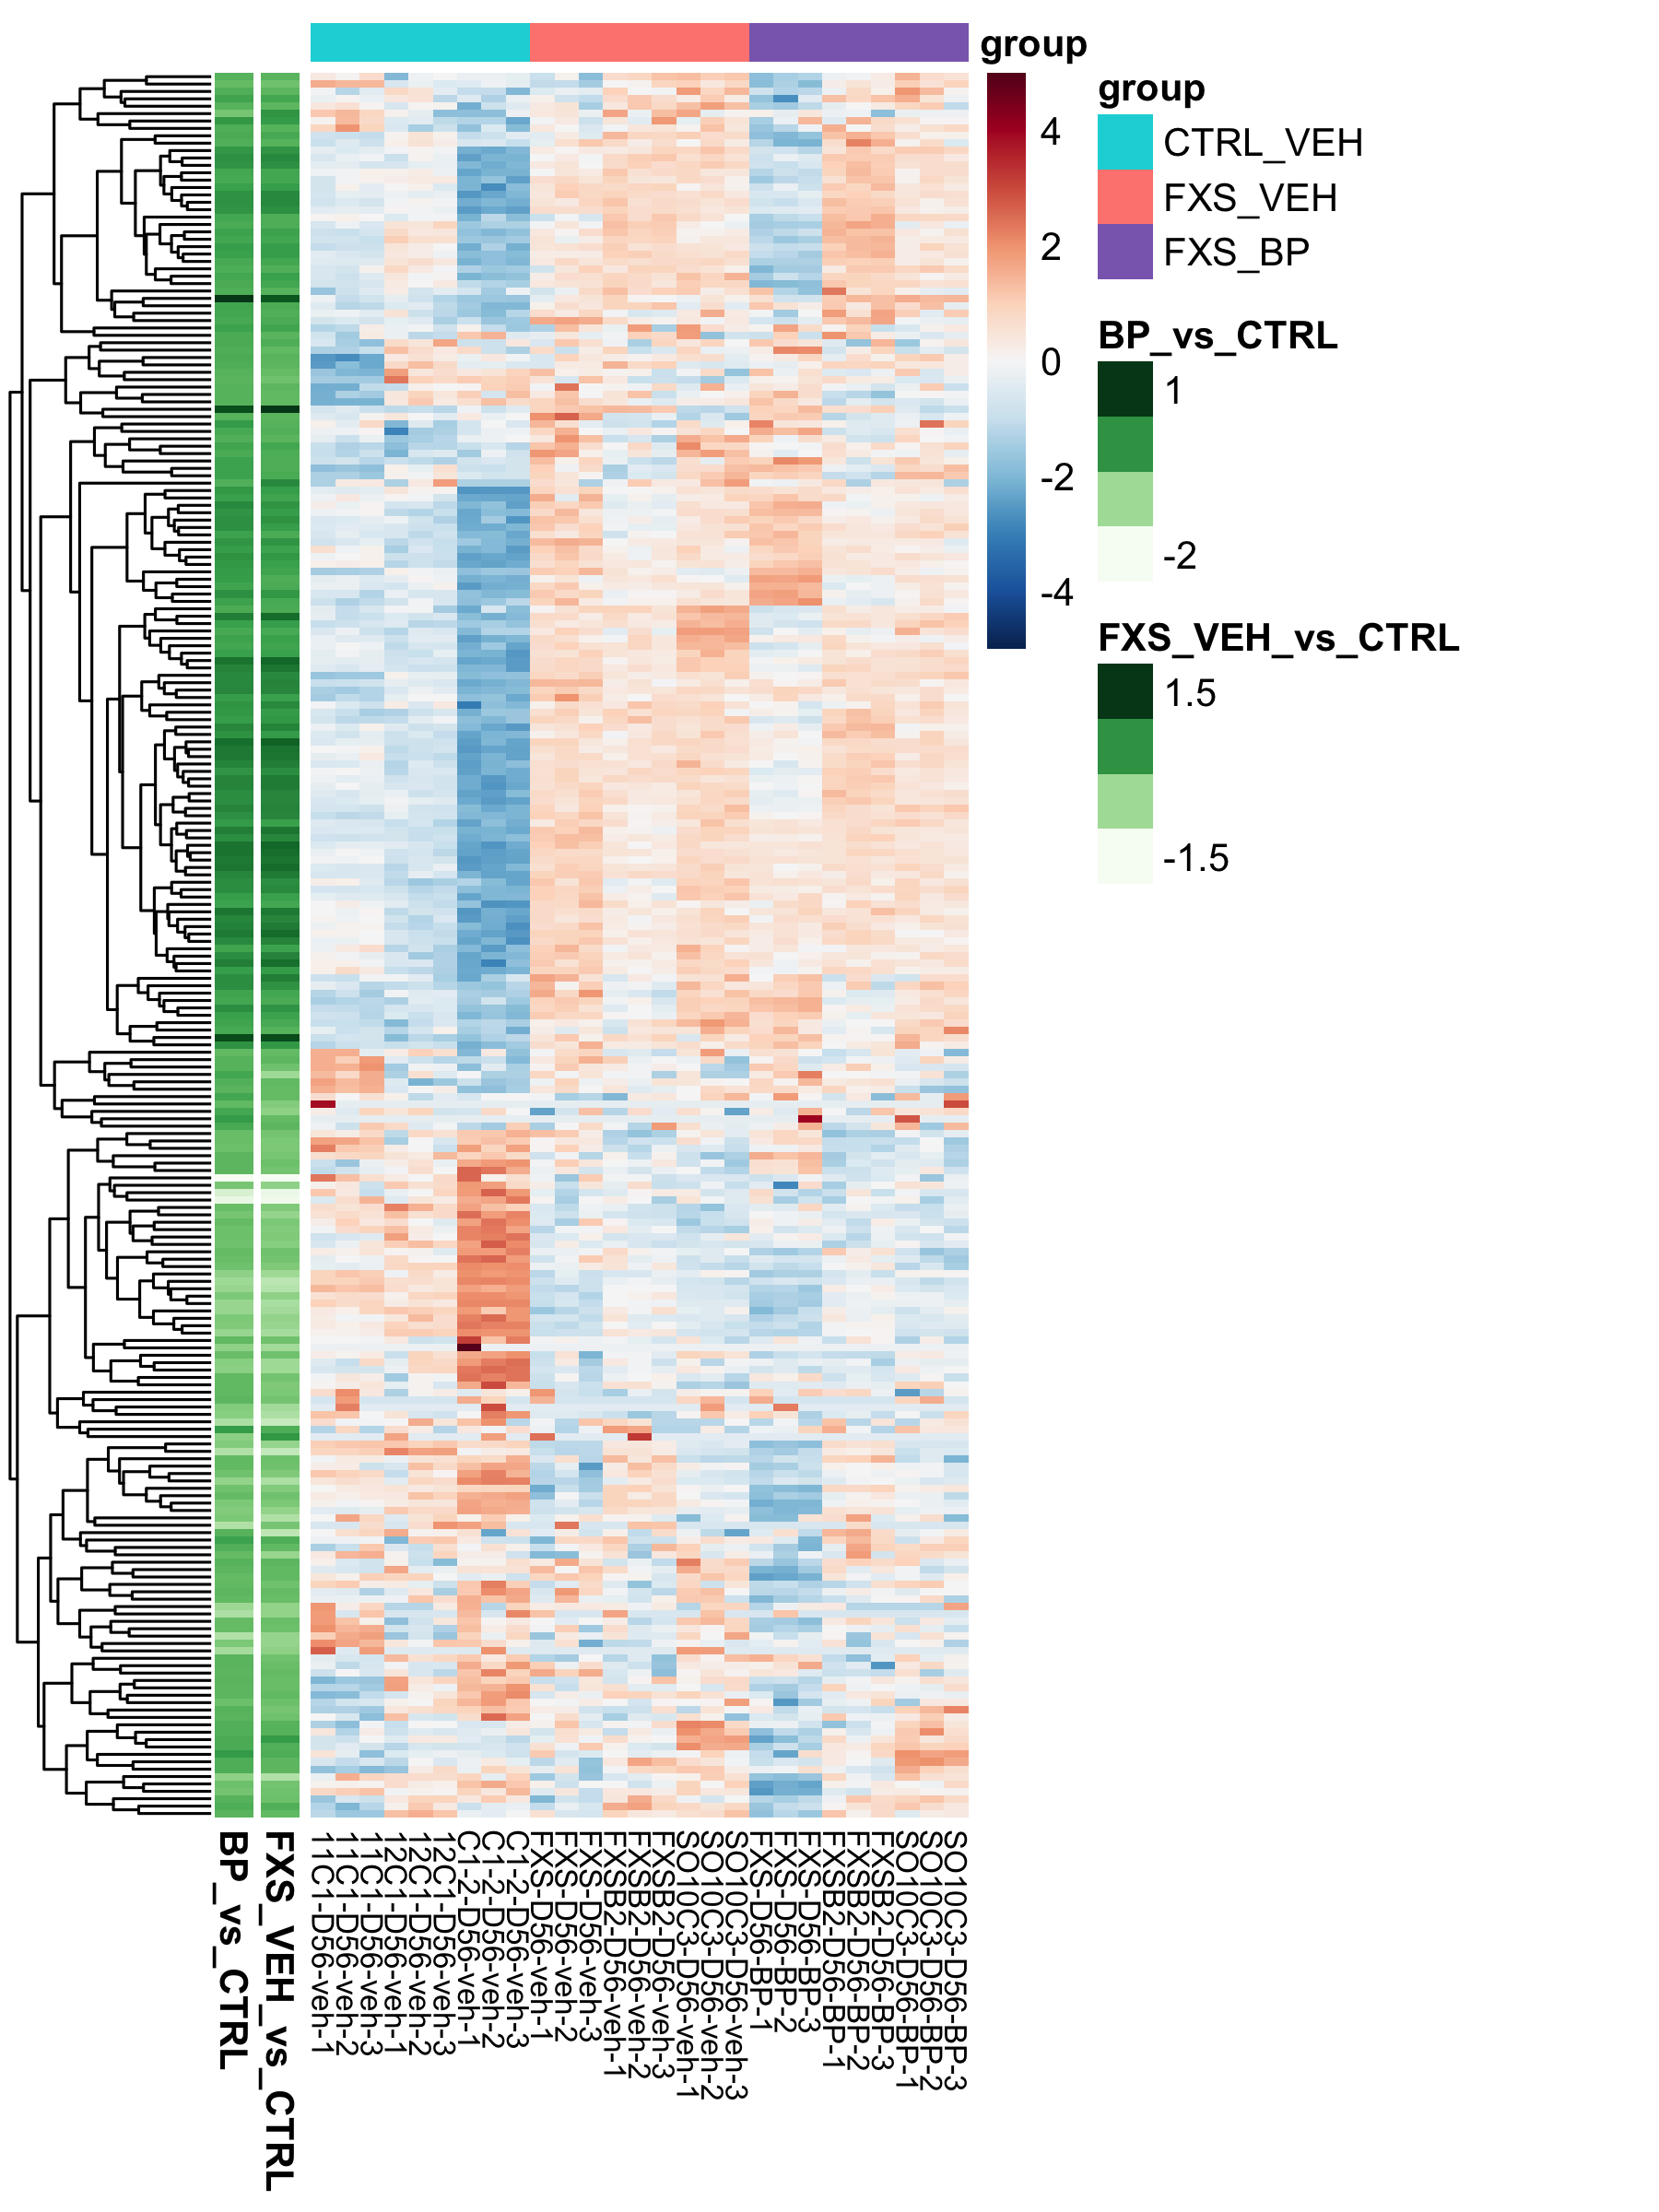 group
4
2
0
-2
-4
group
CTRL_VEH
FXS_VEH
FXS_BP
BP_vs_CTRL
1
-2
FXS_VEH_vs_CTRL
1.5
-1.5
BP_vs_CTRL
FXS_VEH_vs_CTRL
11C1-D56-veh-1
11C1-D56-veh-2
11C1-D56-veh-3
12C1-D56-veh-1
12C1-D56-veh-2
12C1-D56-veh-3
C1-2-D56-veh-1
C1-2-D56-veh-2
C1-2-D56-veh-3
FXS-D56-veh-1
FXS-D56-veh-2
FXS-D56-veh-3
FXSB2-D56-veh-1
FXSB2-D56-veh-2
FXSB2-D56-veh-3
SO10C3-D56-veh-1
SO10C3-D56-veh-2
SO10C3-D56-veh-3
FXS-D56-BP-1
FXS-D56-BP-2
FXS-D56-BP-3
FXSB2-D56-BP-1
FXSB2-D56-BP-2
FXSB2-D56-BP-3
SO10C3-D56-BP-1
SO10C3-D56-BP-2
SO10C3-D56-BP-3